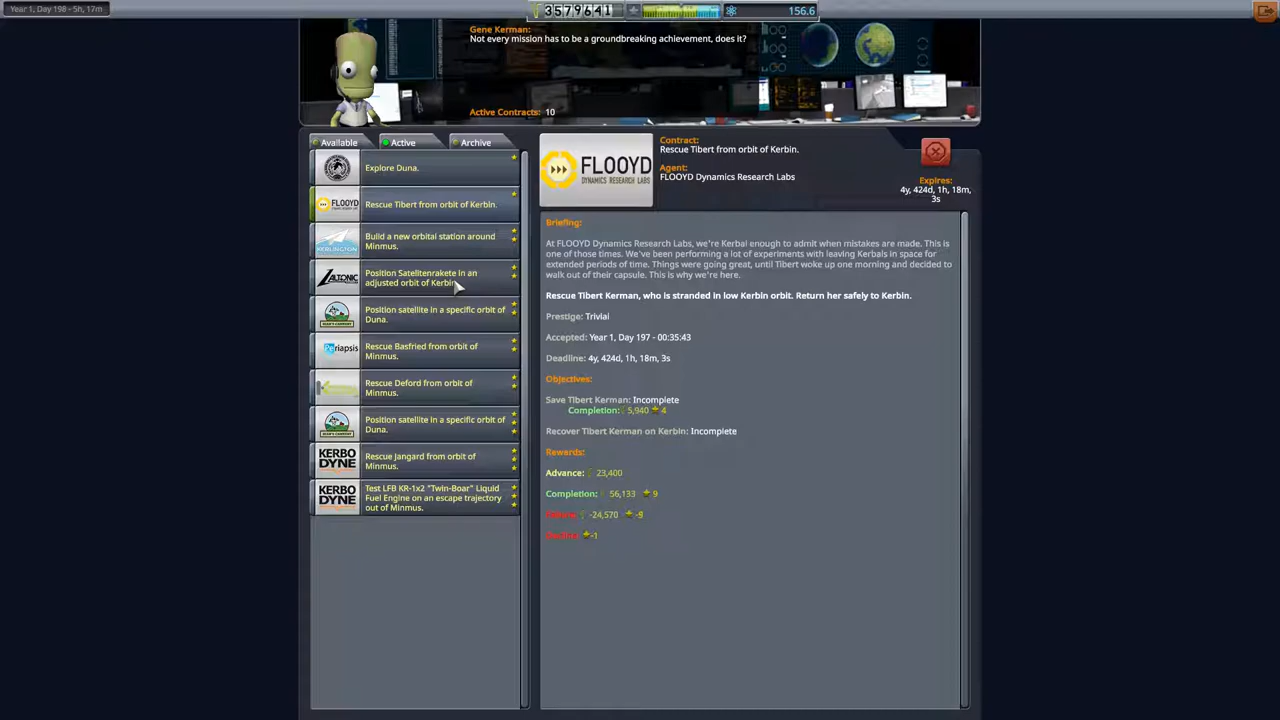 Year 1, Day 198 - 5h, 17m
3579641
156.6
Gene Kerman:
Not every mission has to be a groundbreaking achievement, does it?
Active Contracts: 10
Available
Active
Archive
Explore Duna.
FLOOYD
Rescue Tibert from orbit of Kerbin.
KERLINGTON
Build a new orbital station around
Minmus.
Position Satelitenrakete in an
adjusted orbit of Kerbin.
Position satellite in a specific orbit of
Duna.
Periapsis
Rescue Basfried from orbit of
Minmus.
Rescue Deford from orbit of
Minmus.
Position satellite in a specific orbit of
Duna.
KERBO
DYNE
Rescue Jangard from orbit of
Minmus.
KERBO
DYNE
Test LFB KR-1x2 "Twin-Boar" Liquid
Fuel Engine on an escape trajectory
out of Minmus.
FLOOYD
DYNAMICS RESEARCH LABS
Contract:
Rescue Tibert from orbit of Kerbin.
Agent:
FLOOYD Dynamics Research Labs
Expires:
4y, 424d, 1h, 18m,
3s
Briefing:
At FLOOYD Dynamics Research Labs, we're Kerbal enough to admit when mistakes are made. This is
one of those times. We've been performing a lot of experiments with leaving Kerbals in space for
extended periods of time. Things were going great, until Tibert woke up one morning and decided to
walk out of their capsule. This is why we're here.
Rescue Tibert Kerman, who is stranded in low Kerbin orbit. Return her safely to Kerbin.
Prestige: Trivial
Accepted: Year 1, Day 197 - 00:35:43
Deadline: 4y, 424d, 1h, 18m, 3s
Objectives:
Save Tibert Kerman: Incomplete
Completion: 5,940 4
Recover Tibert Kerman on Kerbin: Incomplete
Rewards:
Advance: 23,400
Completion: 56,133 9
-24,570 -9
-1